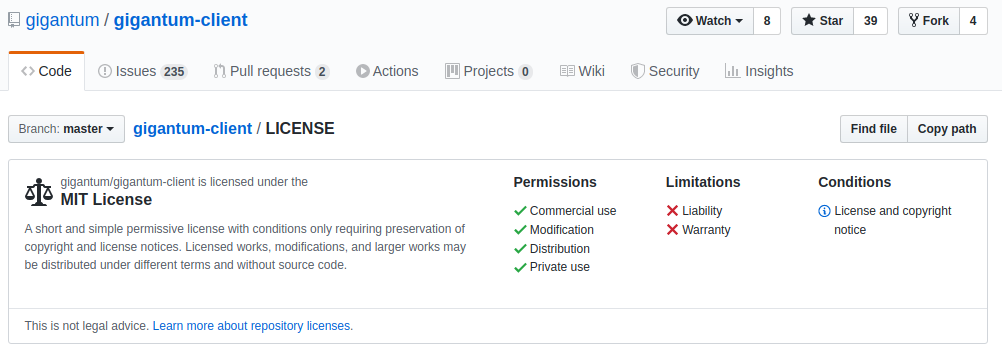 gigantum / gigantum-client
Watch 8 Star 39 Fork 4
Code Issues 235 Pull requests 2 Actions Projects 0 Wiki Security Insights
Branch: master gigantum-client / LICENSE Find file Copy path
gigantum/gigantum-client is licensed under the
MIT License
A short and simple permissive license with conditions only requiring preservation of
copyright and license notices. Licensed works, modifications, and larger works may
be distributed under different terms and without source code.
Permissions
Commercial use
Modification
Distribution
Private use
Limitations
Liability
Warranty
Conditions
License and copyright
notice
This is not legal advice. Learn more about repository licenses.